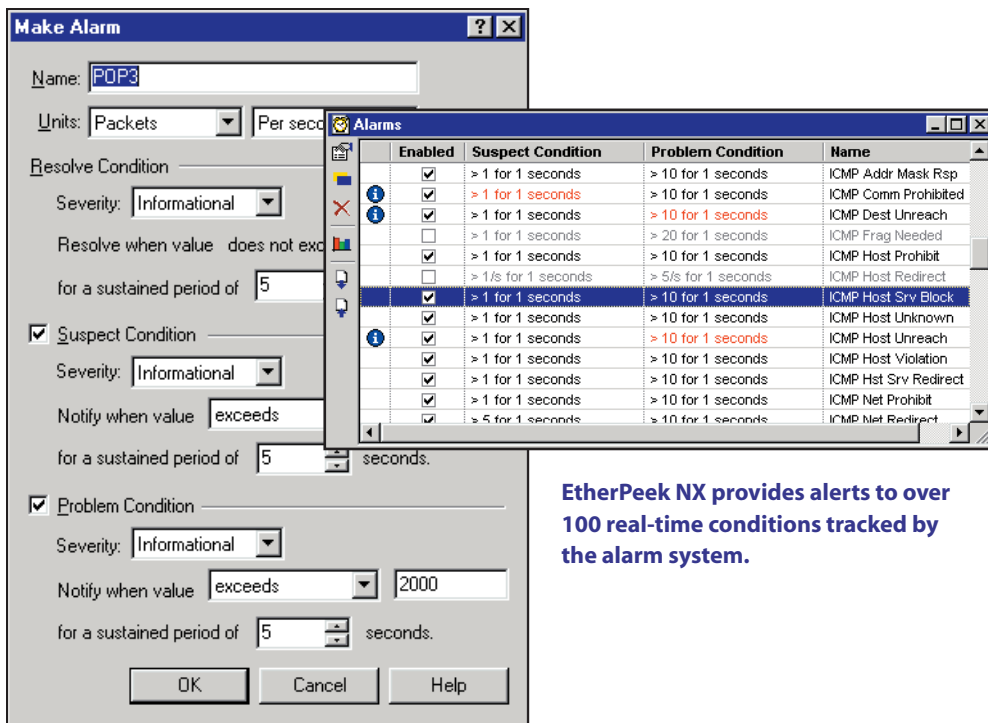 Make Alarm
Name: POP3
Units: Packets Per seco
Resolve Condition
Severity: Informational
Resolve when value does not exc
for a sustained period of 5
Suspect Condition
Severity: Informational
Notify when value exceeds
for a sustained period of 5 seconds.
Problem Condition
Severity: Informational
Notify when value exceeds 2000
for a sustained period of 5 seconds.
OK Cancel Help
Alarms
Enabled Suspect Condition Problem Condition Name
> 1 for 1 seconds > 10 for 1 seconds ICMP Addr Mask Rsp
> 1 for 1 seconds > 10 for 1 seconds ICMP Comm Prohibited
> 1 for 1 seconds > 10 for 1 seconds ICMP Dest Unreach
> 1 for 1 seconds > 20 for 1 seconds ICMP Frag Needed
> 1 for 1 seconds > 10 for 1 seconds ICMP Host Prohibit
> 1/s for 1 seconds > 5/s for 1 seconds ICMP Host Redirect
> 1 for 1 seconds > 10 for 1 seconds ICMP Host Srv Block
> 1 for 1 seconds > 10 for 1 seconds ICMP Host Unknown
> 1 for 1 seconds > 10 for 1 seconds ICMP Host Unreach
> 1 for 1 seconds > 10 for 1 seconds ICMP Host Violation
> 1 for 1 seconds > 10 for 1 seconds ICMP Hst Srv Redirect
> 1 for 1 seconds > 10 for 1 seconds ICMP Net Prohibit
> 5 for 1 seconds > 10 for 1 seconds ICMP Net Redirect
EtherPeek NX provides alerts to over
100 real-time conditions tracked by
the alarm system.